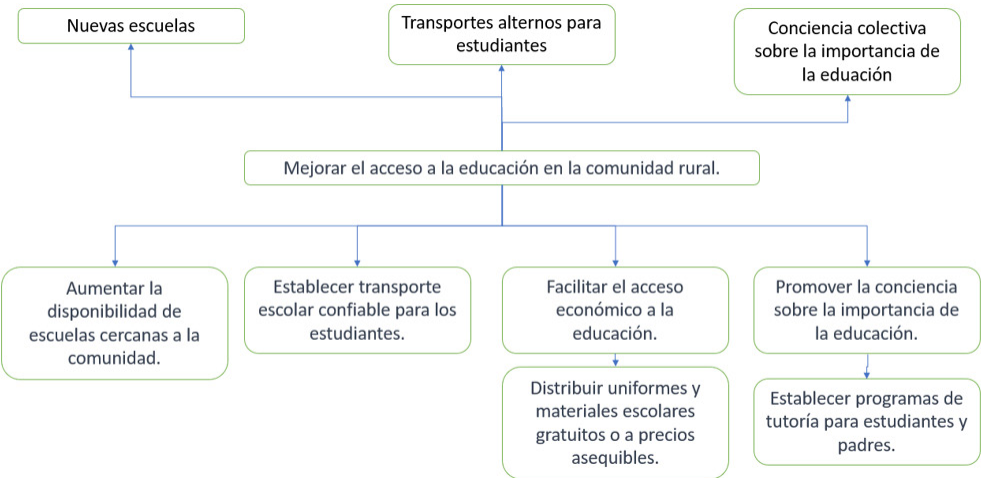 Nuevas escuelas
Transportes alternos para
estudiantes
Conciencia colectiva
sobre la importancia de
la eduación
Mejorar el acceso a la educación en la comunidad rural.
Aumentar la
disponibilidad de
escuelas cercanas a la
comunidad.
Establecer transporte
escolar confiable para los
estudiantes.
Facilitar el acceso
económico a la
educación.
Promover la conciencia
sobre la importancia de
la educación.
Distribuir uniformes y
materiales escolares
gratuitos o a precios
asequibles.
Establecer programas de
tutoría para estudiantes y
padres.